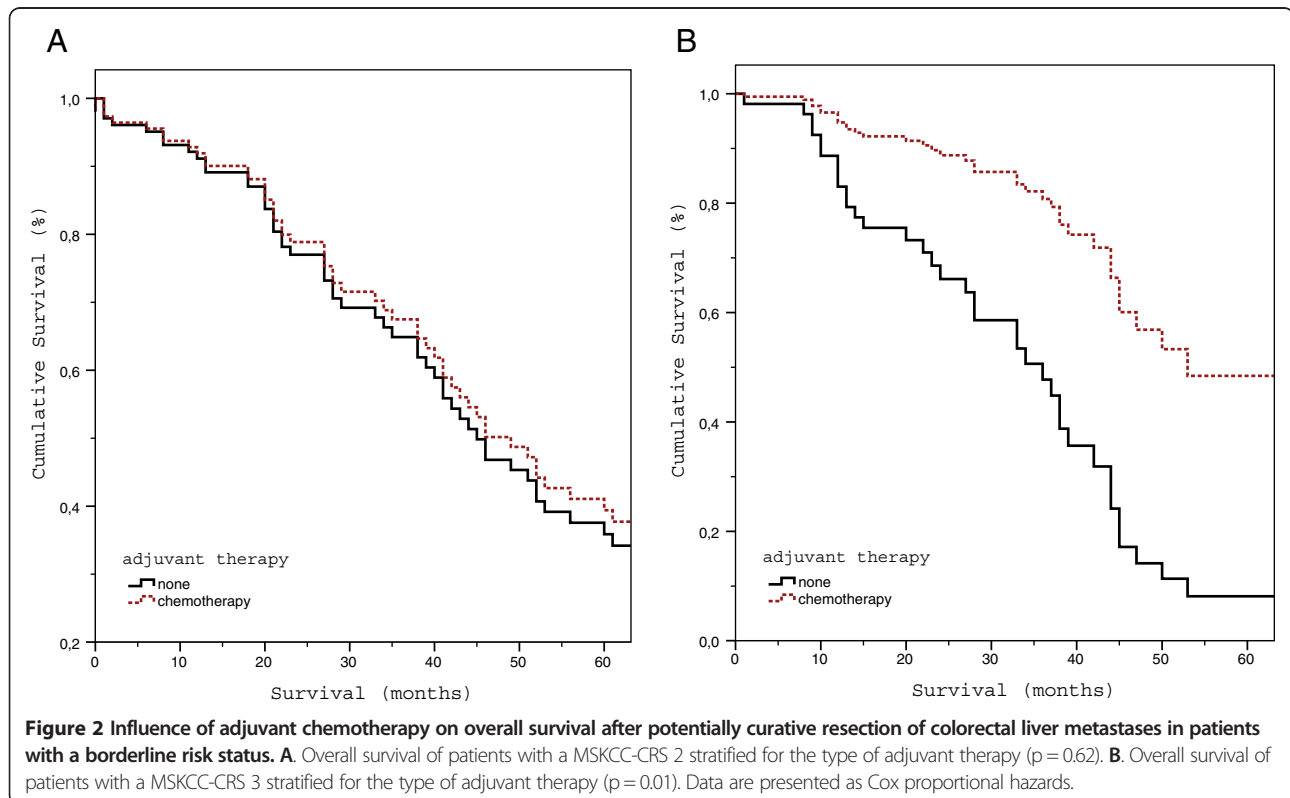 A
B
Cumulative Survival (%)
1,0
0,8
0,6
0,4
0,2
0 10 20 30 40 50 60
Survival (months)
adjuvant therapy
none
chemotherapy
Cumulative Survival (%)
1,0
0,8
0,6
0,4
0,2
0,0
0 10 20 30 40 50 60
Survival (months)
adjuvant therapy
none
chemotherapy
Figure 2 Influence of adjuvant chemotherapy on overall survival after potentially curative resection of colorectal liver metastases in patients
with a borderline risk status. A. Overall survival of patients with a MSKCC-CRS 2 stratified for the type of adjuvant therapy (p = 0.62). B. Overall survival of
patients with a MSKCC-CRS 3 stratified for the type of adjuvant therapy (p = 0.01). Data are presented as Cox proportional hazards.